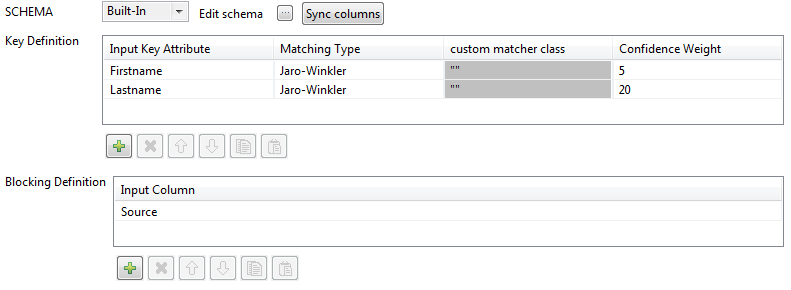 SCHEMA Built-In Edit schema ... Sync columns
Key Definition
Input Key Attribute Matching Type custom matcher class Confidence Weight
Firstname Jaro-Winkler "" 5
Lastname Jaro-Winkler "" 20
Blocking Definition
Input Column
Source